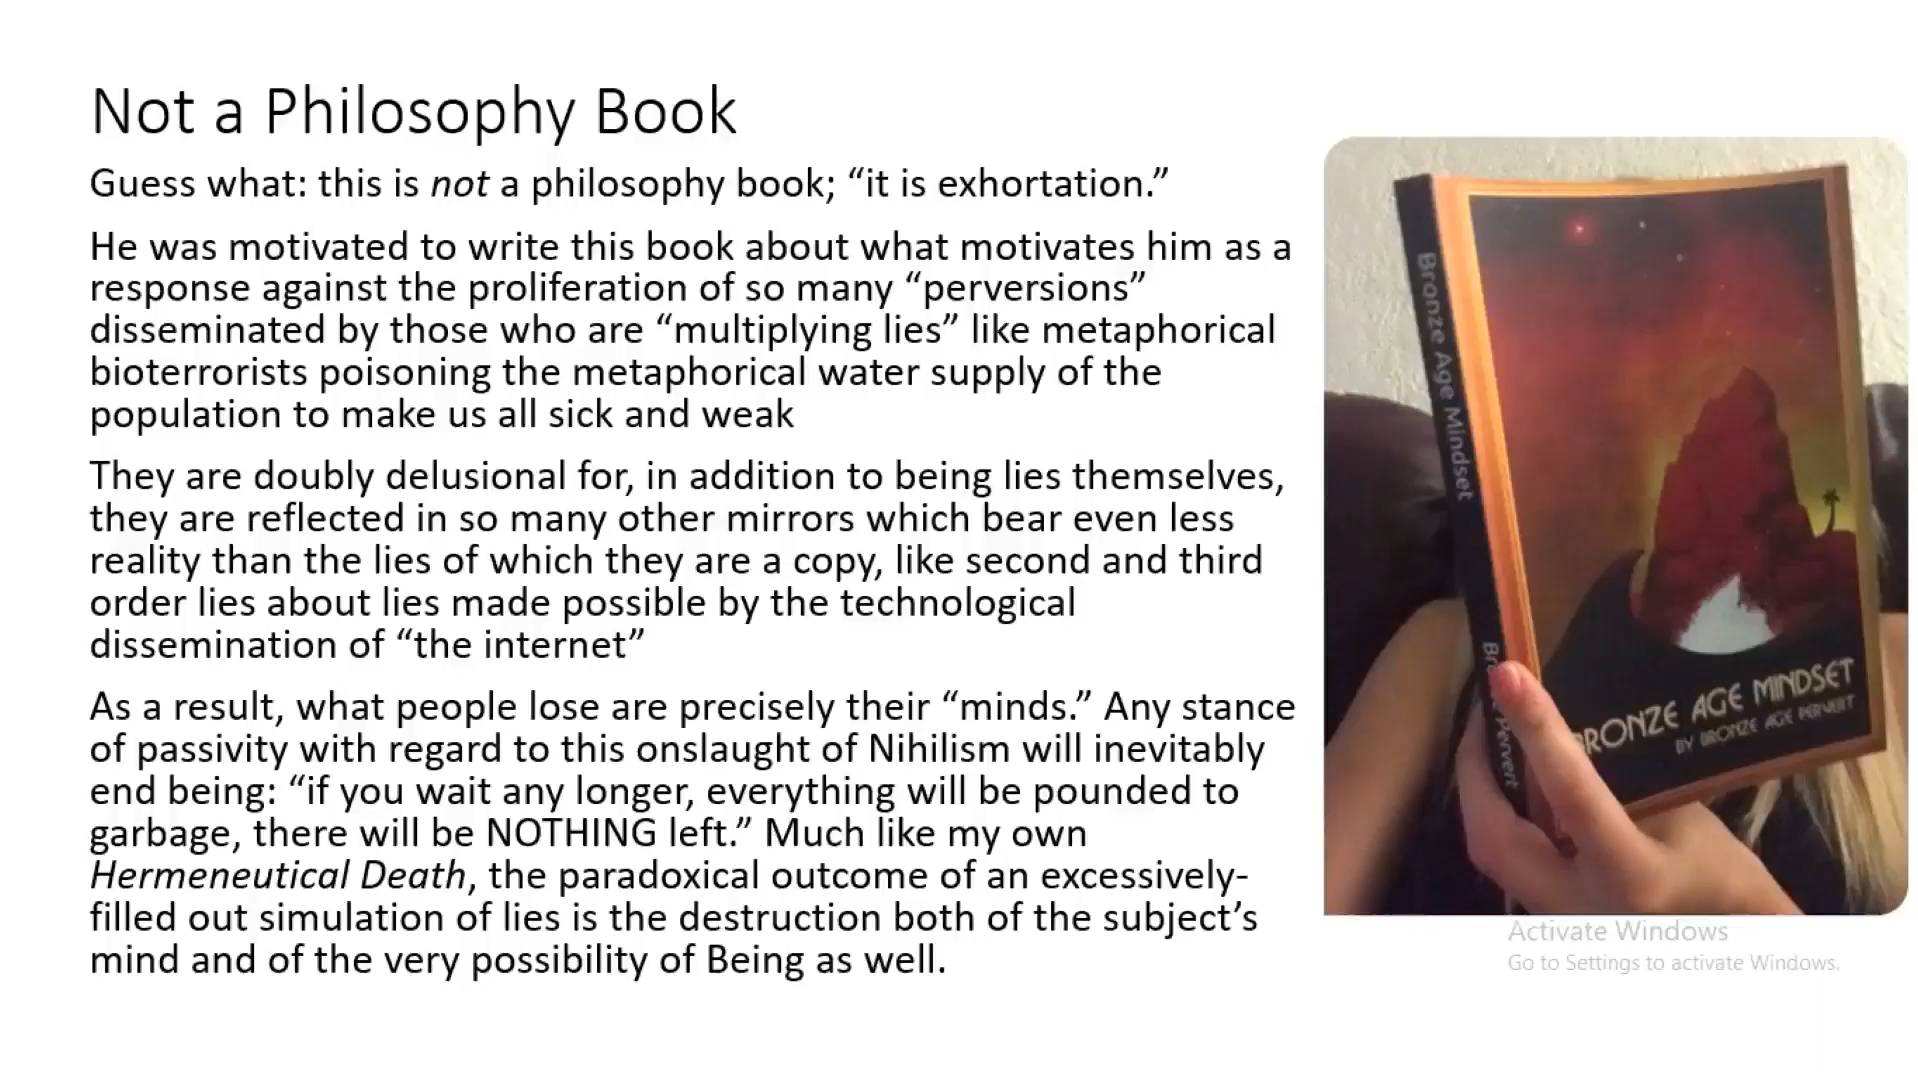 Not a Philosophy Book
Guess what: this is not a philosophy book; “it is exhortation.”
He was motivated to write this book about what motivates him as a
response against the proliferation of so many “perversions”
disseminated by those who are “multiplying lies” like metaphorical
bioterrorists poisoning the metaphorical water supply of the
population to make us all sick and weak
They are doubly delusional for, in addition to being lies themselves,
they are reflected in so many other mirrors which bear even less
reality than the lies of which they are a copy, like second and third
order lies about lies made possible by the technological
dissemination of “the internet”
As a result, what people lose are precisely their “minds.” Any stance
of passivity with regard to this onslaught of Nihilism will inevitably
end being: “if you wait any longer, everything will be pounded to
garbage, there will be NOTHING left.” Much like my own
Hermeneutical Death, the paradoxical outcome of an excessively-
filled out simulation of lies is the destruction both of the subject’s
mind and of the very possibility of Being as well.
Bronze Age Mindset
Pervert
BRONZE AGE MINDSET
BY BRONZE AGE PERVERT
Activate Windows
Go to Settings to activate Windows.